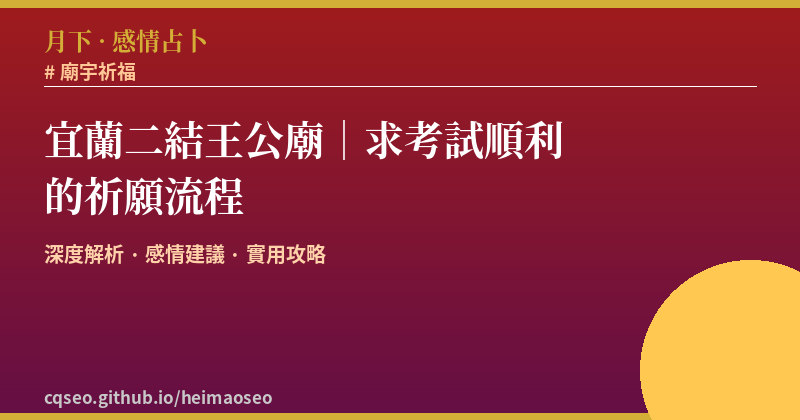 月下 · 感情占卜
# 廟宇祈福
宜蘭二結王公廟｜求考試順利
的祈願流程
深度解析 · 感情建議 · 實用攻略
cqseo.github.io/heimaoseo